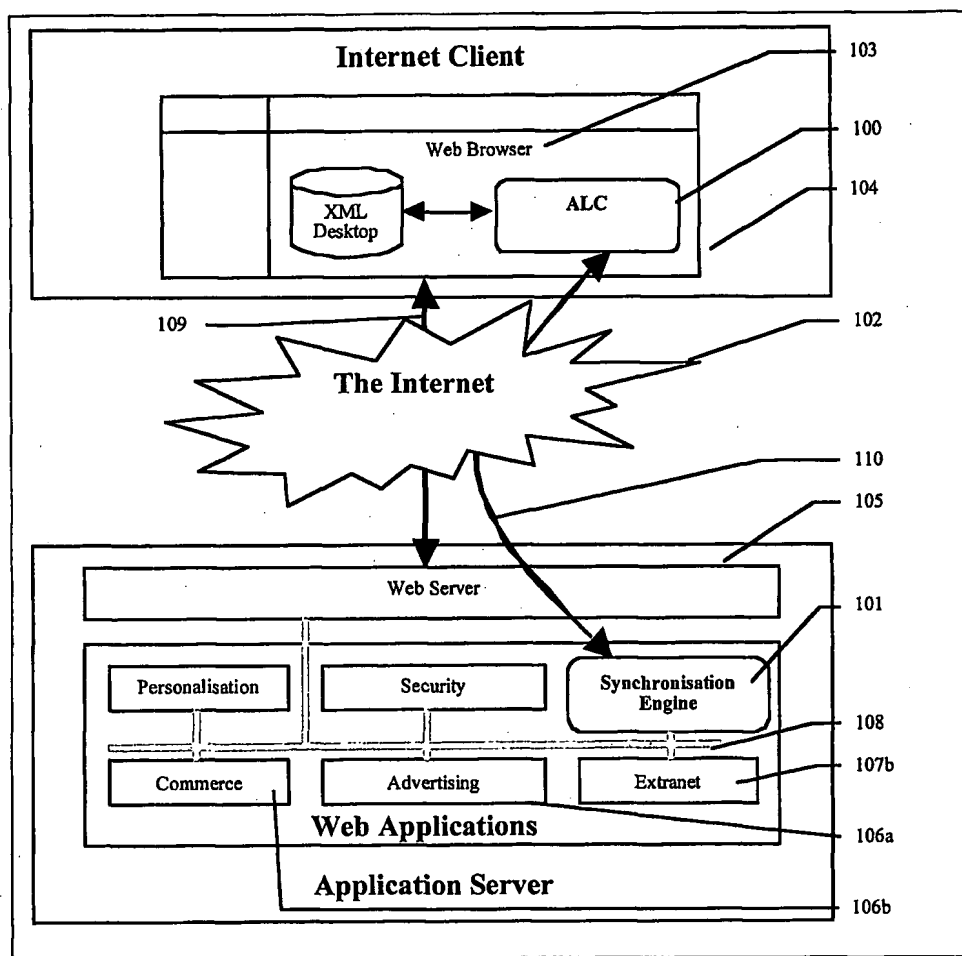 Internet Client
103
Web Browser
100
XML
Desktop
ALC
104
109
102
The Internet
110
105
Web Server
101
Personalisation
Security
Synchronisation
Engine
108
Commerce
Advertising
Extranet
107b
Web Applications
106a
Application Server
106b